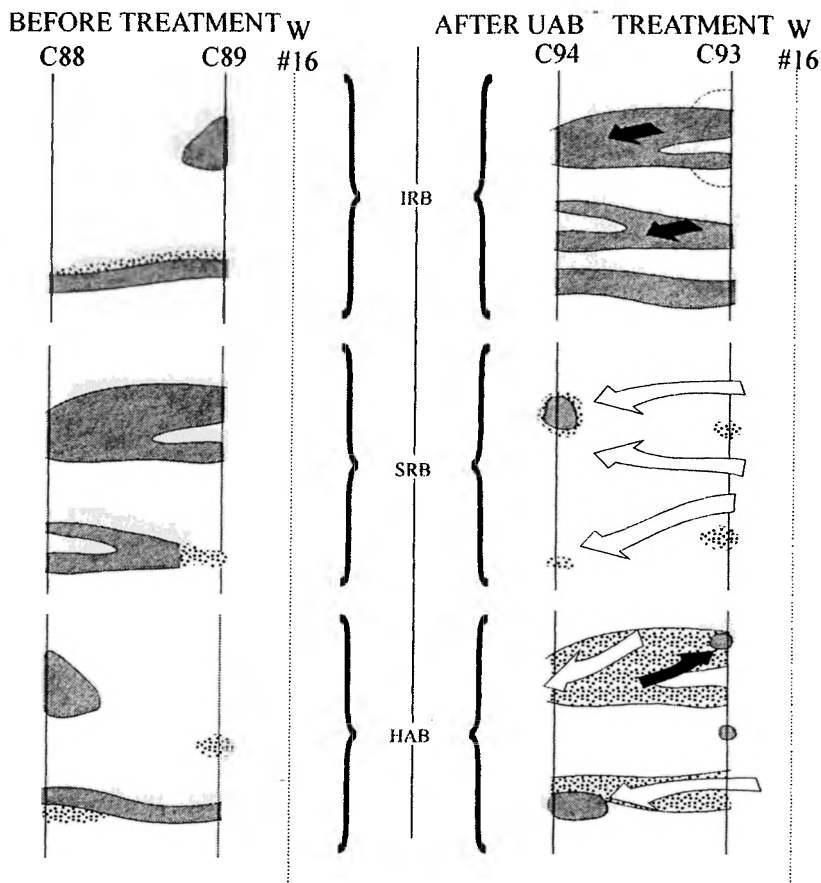 BEFORE TREATMENT W
C88 C89 #16
AFTER UAB TREATMENT W
C94 C93 #16
IRB
SRB
HAB